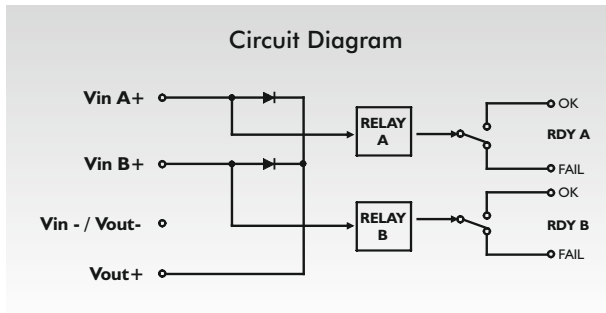 Circuit Diagram
Vin A+
RELAY
A
OK
RDY A
FAIL
Vin B+
Vin - / Vout-
RELAY
B
OK
RDY B
FAIL
Vout+